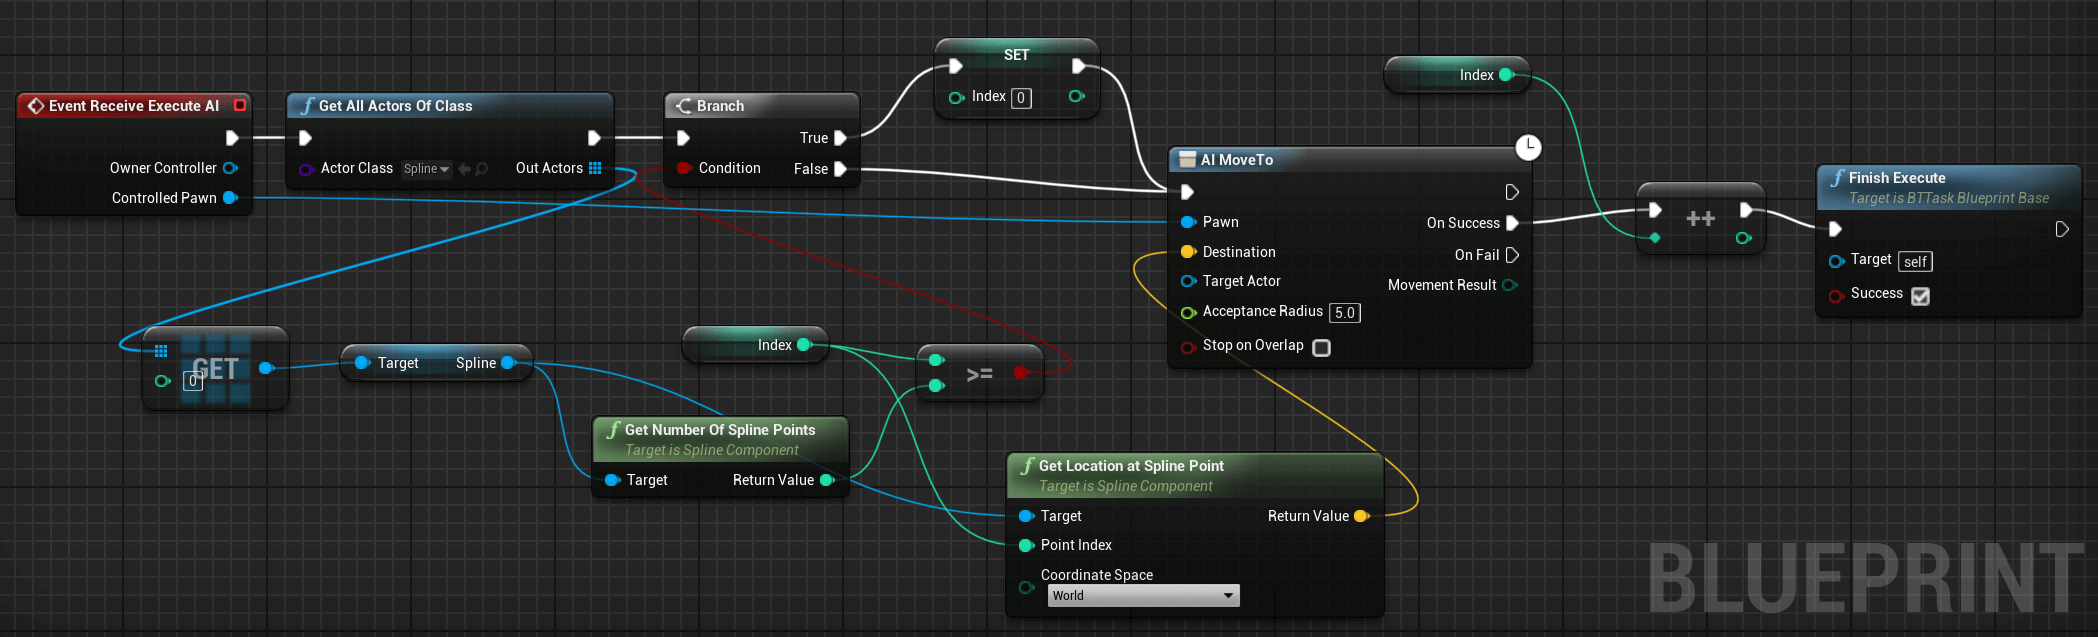 Event Receive Execute AI
Owner Controller
Controlled Pawn
f Get All Actors Of Class
Actor Class Spline Out Actors
Branch
True
Condition False
SET
Index 0
AI MoveTo
Pawn On Success
Destination On Fail
Target Actor Movement Result
Acceptance Radius 5.0
Stop on Overlap
Index
++
f Finish Execute
Target is BTTask Blueprint Base
Target self
Success
GET
0
Target Spline
Index
>=
f Get Number Of Spline Points
Target is Spline Component
Target Return Value
f Get Location at Spline Point
Target is Spline Component
Target Return Value
Point Index
Coordinate Space
World
BLUEPRINT